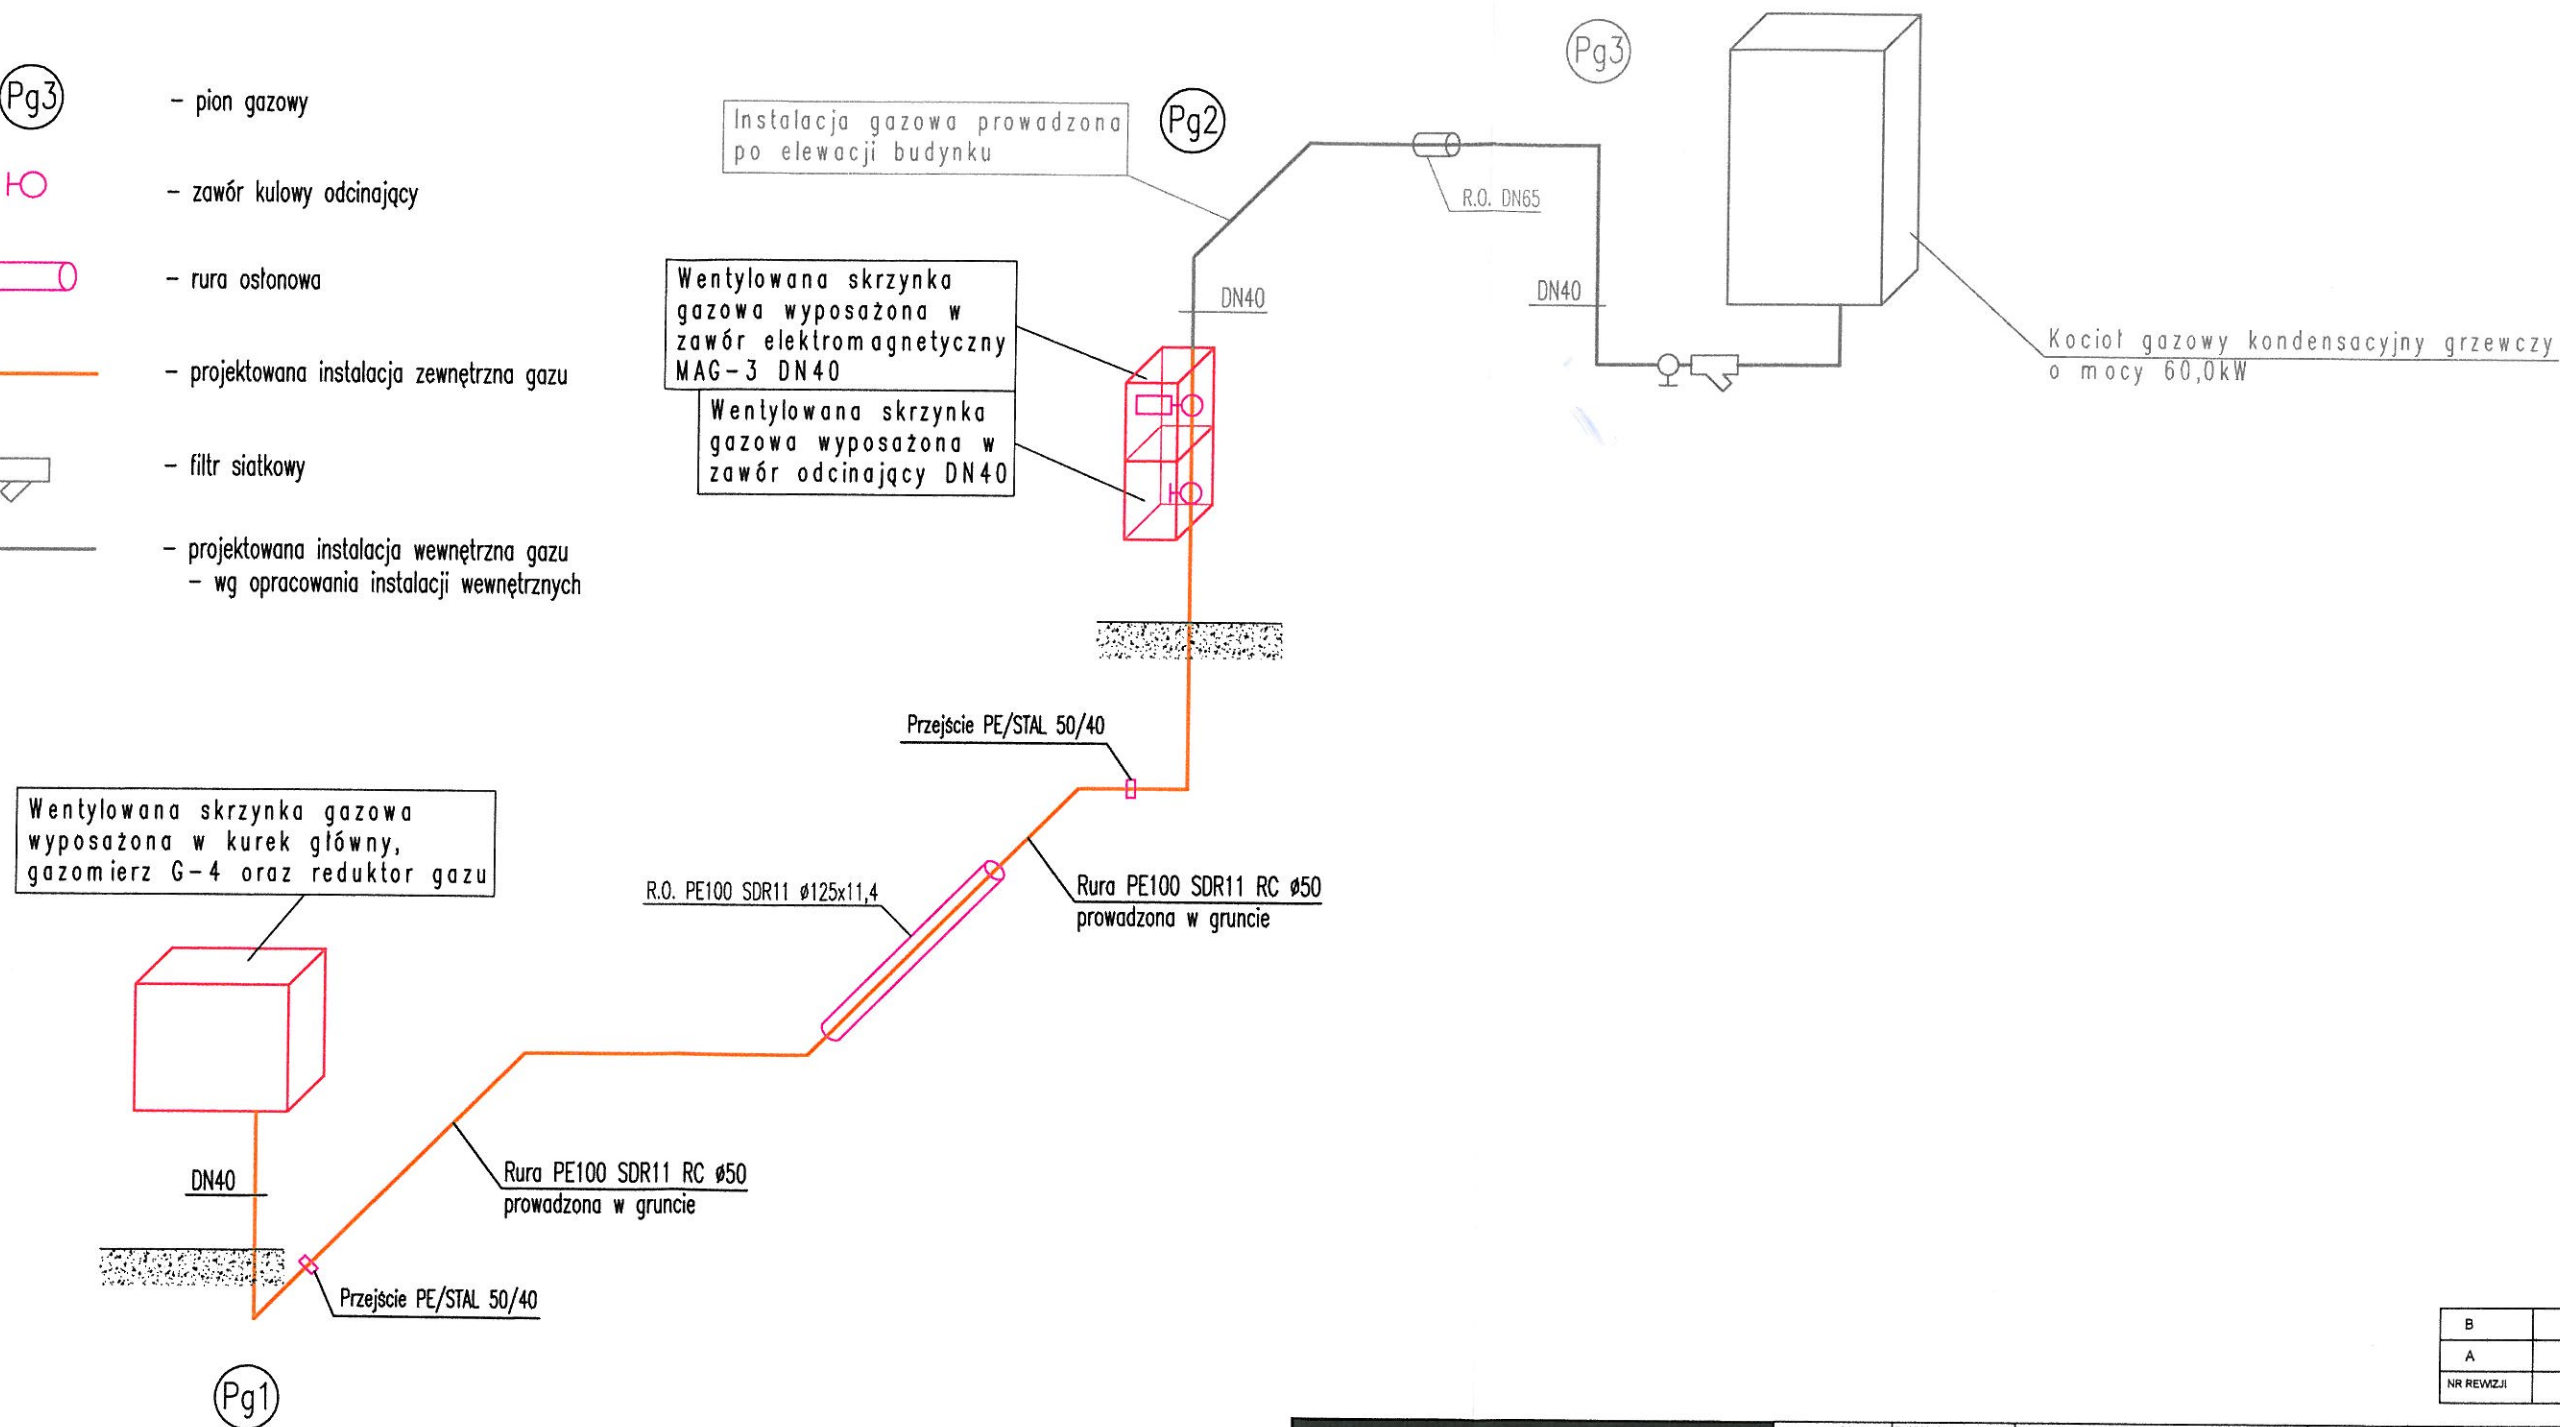 Pg3
- pion gazowy
- zawór kulowy odcinający
- rura osłonowa
- projektowana instalacja zewnętrzna gazu
- filtr siatkowy
- projektowana instalacja wewnętrzna gazu
- wg opracowania instalacji wewnętrznych
Instalacja gazowa prowadzona
po elewacji budynku
Pg2
Pg3
R.O. DN65
DN40
DN40
Kocioł gazowy kondensacyjny grzewczy
o mocy 60,0kW
Wentylowana skrzynka
gazowa wyposażona w
zawór elektromagnetyczny
MAG-3 DN40
Wentylowana skrzynka
gazowa wyposażona w
zawór odcinający DN40
Przejście PE/STAL 50/40
Wentylowana skrzynka gazowa
wyposażona w kurek główny,
gazomierz G-4 oraz reduktor gazu
R.O. PE100 SDR11 ø125x11,4
Rura PE100 SDR11 RC ø50
prowadzona w gruncie
DN40
Rura PE100 SDR11 RC ø50
prowadzona w gruncie
Przejście PE/STAL 50/40
Pg1
B
A
NR REWIZJI